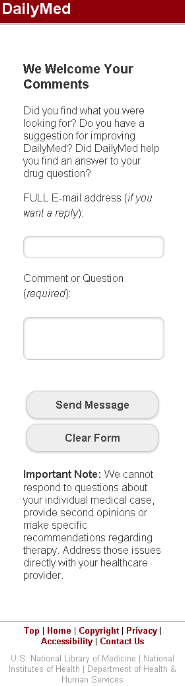 DailyMed
We Welcome Your
Comments
Did you find what you were
looking for? Do you have a
suggestion for improving
DailyMed? Did DailyMed help
you find an answer to your
drug question?
FULL E-mail address (if you
want a reply):
Comment or Question
(required):
Send Message
Clear Form
Important Note: We cannot
respond to questions about
your individual medical case,
provide second opinions or
make specific
recommendations regarding
therapy. Address those issues
directly with your healthcare
provider.
Top | Home | Copyright | Privacy |
Accessibility | Contact Us
U.S. National Library of Medicine | National
Institutes of Health | Department of Health &
Human Services